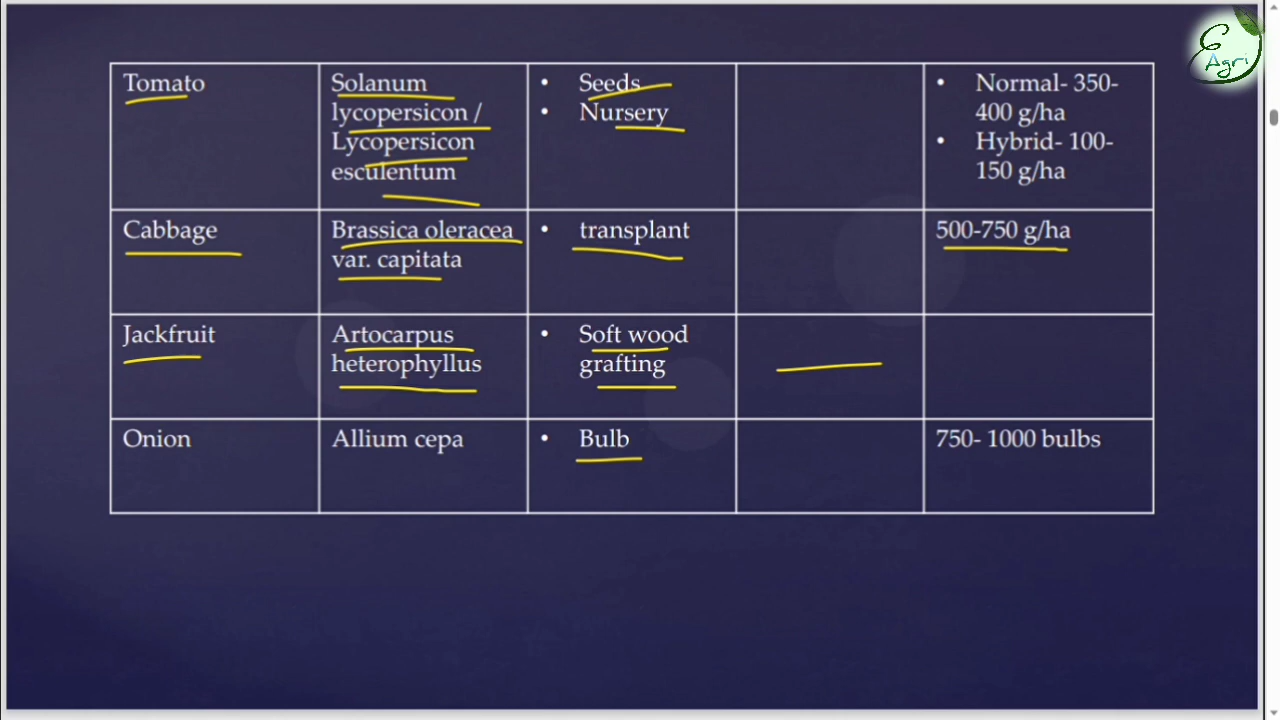 E
Agri
Tomato
Solanum
lycopersicon /
Lycopersicon
esculentum
• Seeds
• Nursery
• Normal- 350-
400 g/ha
• Hybrid- 100-
150 g/ha
Cabbage
Brassica oleracea
var. capitata
• transplant
500-750 g/ha
Jackfruit
Artocarpus
heterophyllus
• Soft wood
grafting
Onion
Allium cepa
• Bulb
750- 1000 bulbs